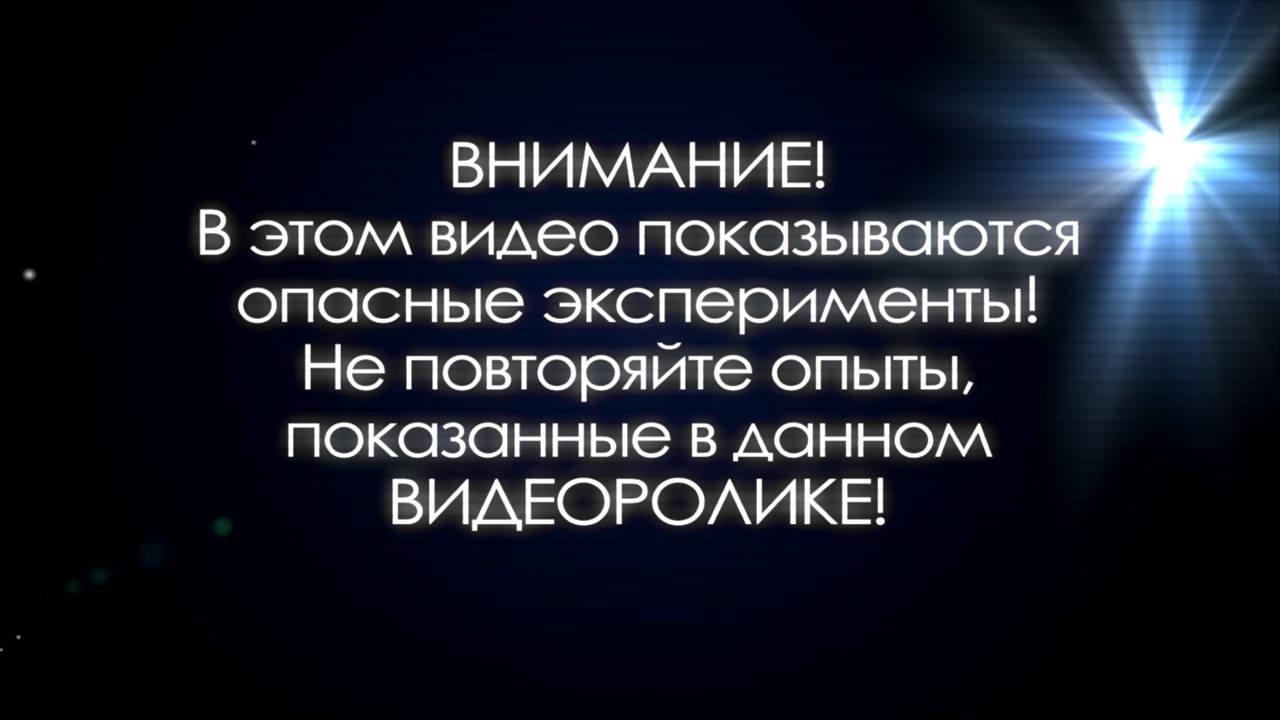 ВНИМАНИЕ!
В этом видео показываются
опасные эксперименты!
Не повторяйте опыты,
показанные в данном
ВИДЕОРОЛИКЕ!